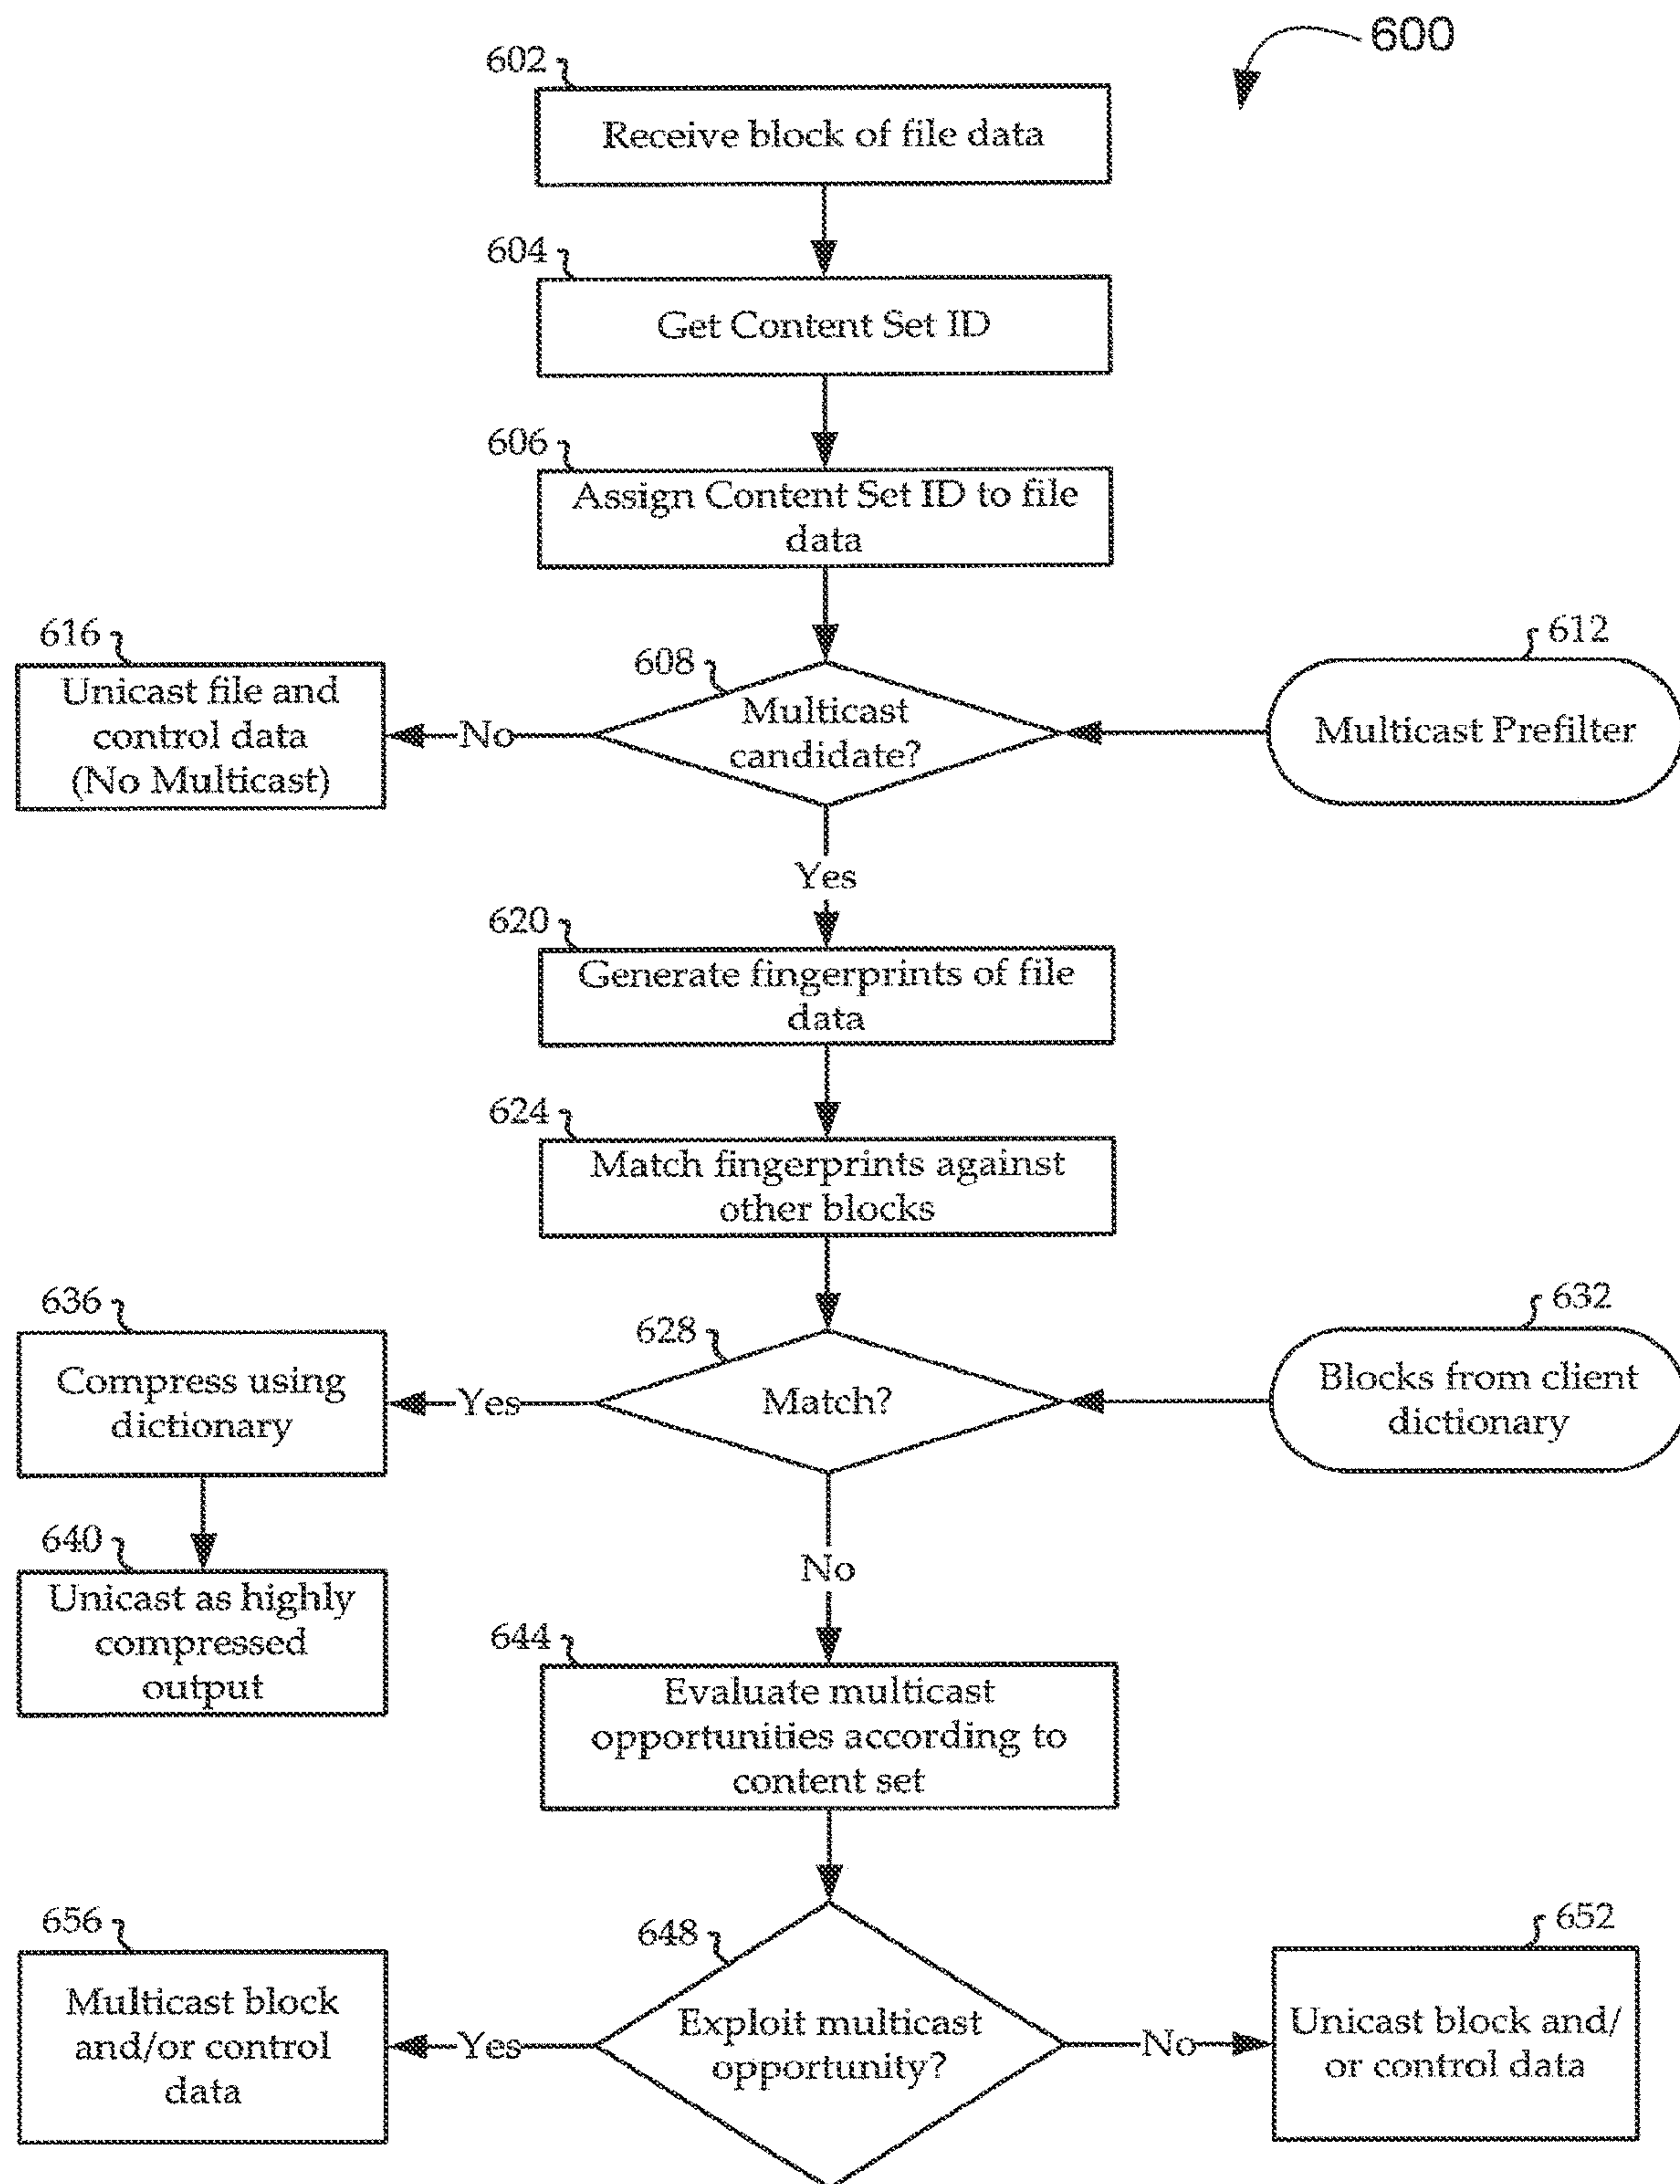 600
602
Receive block of file data
604
Get Content Set ID
606
Assign Content Set ID to file
data
616
Unicast file and
control data
(No Multicast)
No
608
Multicast
candidate?
612
Multicast Prefilter
Yes
620
Generate fingerprints of file
data
624
Match fingerprints against
other blocks
636
Compress using
dictionary
Yes
628
Match?
632
Blocks from client
dictionary
640
Unicast as highly
compressed
output
No
644
Evaluate multicast
opportunities according to
content set
656
Multicast block
and/or control
data
Yes
648
Exploit multicast
opportunity?
No
652
Unicast block and/
or control data